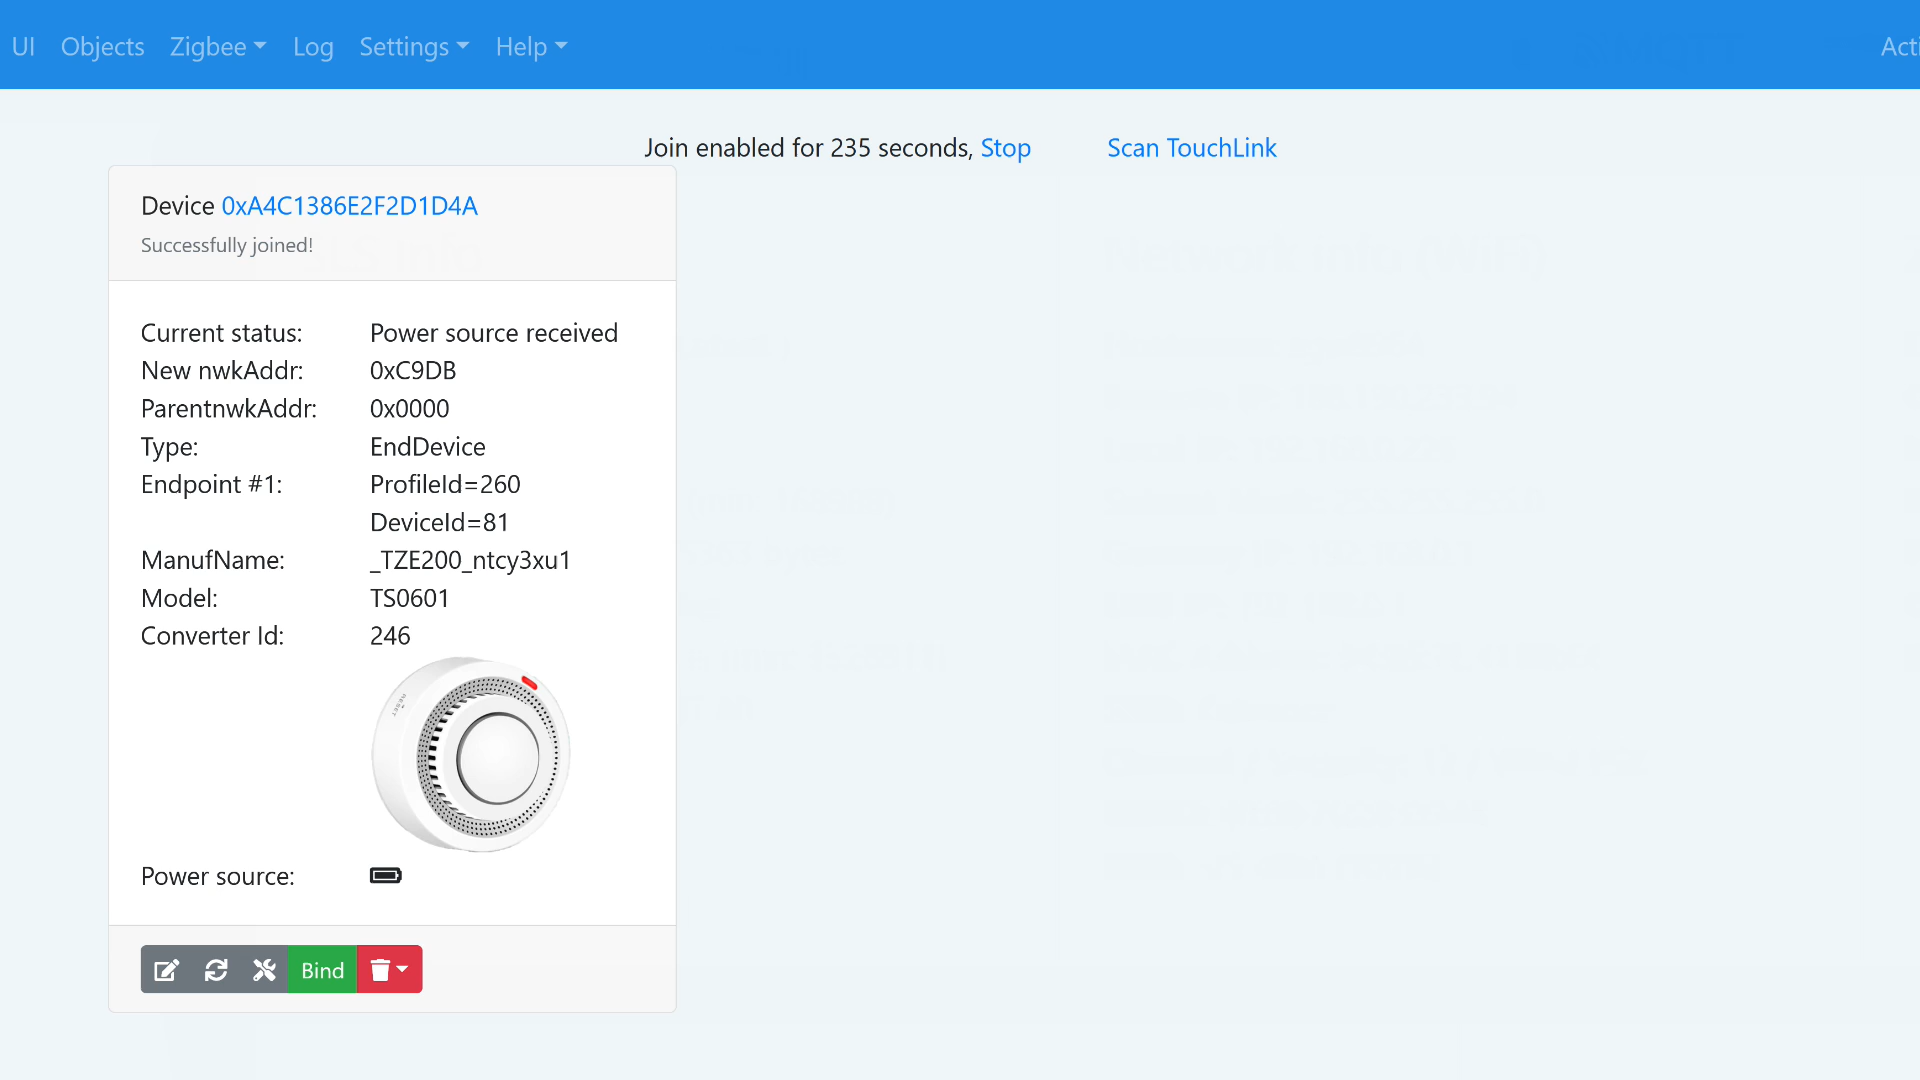 UI Objects Zigbee Log Settings Help Acti
Join enabled for 235 seconds, Stop Scan TouchLink
Device 0xA4C1386E2F2D1D4A
Successfully joined!
Current status: Power source received
New nwkAddr: 0xC9DB
ParentnwkAddr: 0x0000
Type: EndDevice
Endpoint #1: ProfileId=260
DeviceId=81
ManufName: _TZE200_ntcy3xu1
Model: TS0601
Converter Id: 246
RESET
Power source:
Bind